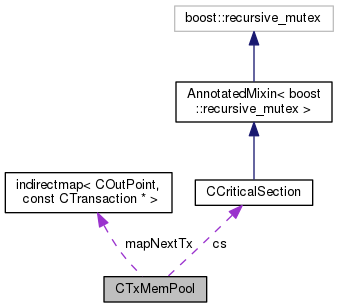 boost::recursive_mutex
AnnotatedMixin< boost
::recursive_mutex >
indirectmap< COutPoint,
const CTransaction * >
CCriticalSection
mapNextTx
cs
CTxMemPool